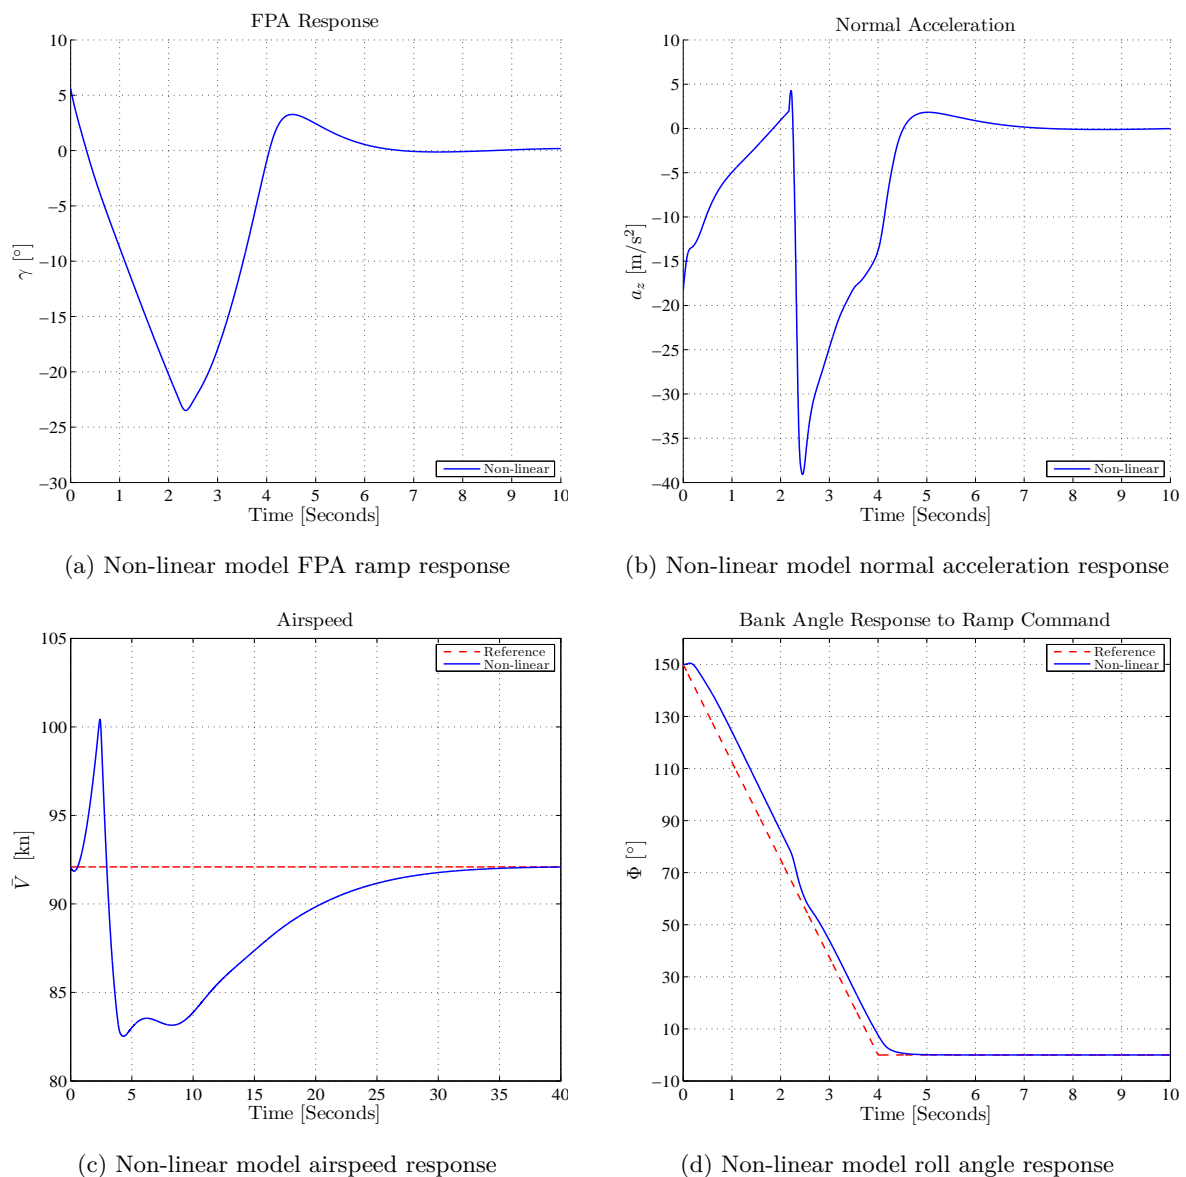 FPA Response
10
5
0
−5
−10
−15
−20
−25
−30
γ [°]
0 1 2 3 4 5 6 7 8 9 10
Time [Seconds]
Non-linear
(a) Non-linear model FPA ramp response
Normal Acceleration
10
5
0
−5
−10
−15
−20
−25
−30
−35
−40
a_z [m/s²]
0 1 2 3 4 5 6 7 8 9 10
Time [Seconds]
Non-linear
(b) Non-linear model normal acceleration response
Airspeed
105
100
95
90
85
80
V̄ [kn]
0 5 10 15 20 25 30 35 40
Time [Seconds]
Reference
Non-linear
(c) Non-linear model airspeed response
Bank Angle Response to Ramp Command
150
130
110
90
70
50
30
10
−10
Φ [°]
0 1 2 3 4 5 6 7 8 9 10
Time [Seconds]
Reference
Non-linear
(d) Non-linear model roll angle response